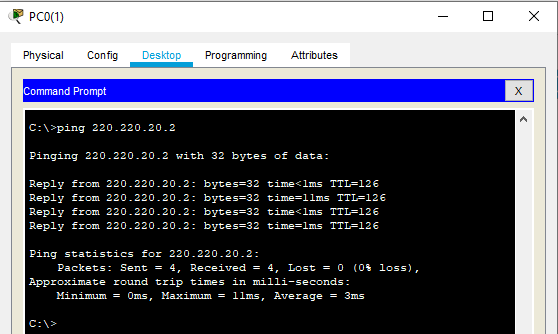 PC0(1)
Physical Config Desktop Programming Attributes
Command Prompt X
C:\>ping 220.220.20.2
Pinging 220.220.20.2 with 32 bytes of data:
Reply from 220.220.20.2: bytes=32 time<1ms TTL=126
Reply from 220.220.20.2: bytes=32 time=11ms TTL=126
Reply from 220.220.20.2: bytes=32 time<1ms TTL=126
Reply from 220.220.20.2: bytes=32 time=1ms TTL=126
Ping statistics for 220.220.20.2:
Packets: Sent = 4, Received = 4, Lost = 0 (0% loss),
Approximate round trip times in milli-seconds:
Minimum = 0ms, Maximum = 11ms, Average = 3ms
C:\>